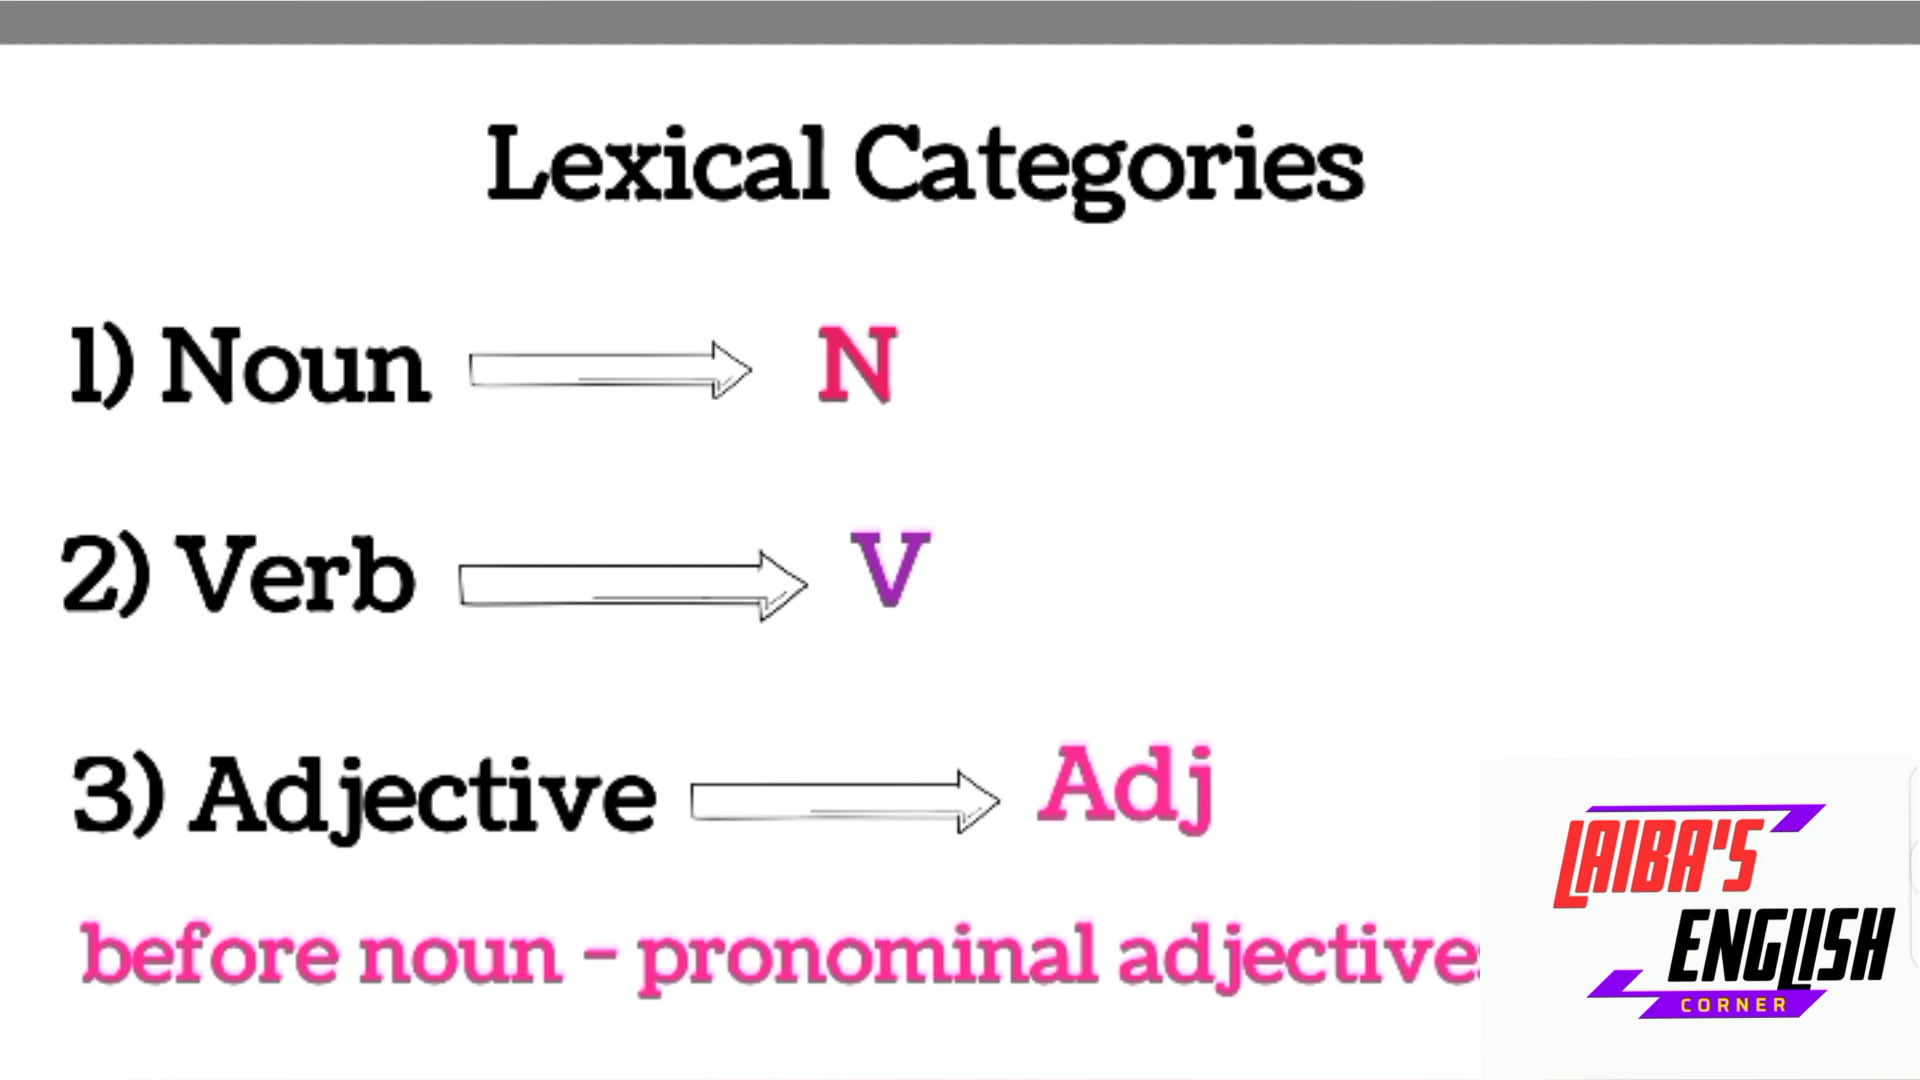 Lexical Categories
1) Noun N
2) Verb V
3) Adjective Adj
before noun - pronominal adjective
LAIBA'S
ENGLISH
CORNER